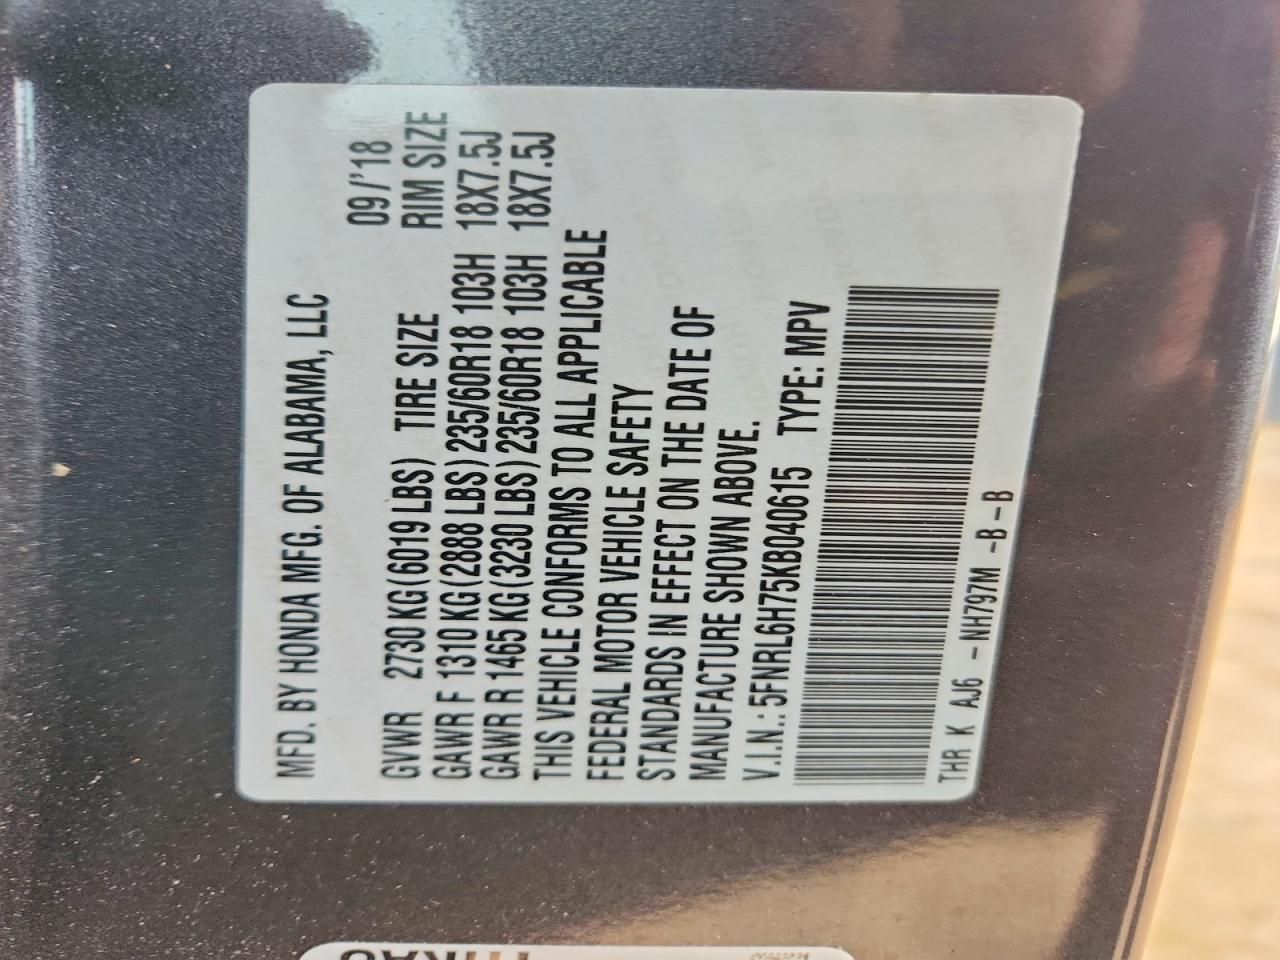 MFD. BY HONDA MFG. OF ALABAMA, LLC
09/'18
GVWR 2730 KG(6019 LBS) TIRE SIZE RIM SIZE
GAWR F 1310 KG(2888 LBS) 235/60R18 103H 18X7.5J
GAWR R 1465 KG(3230 LBS) 235/60R18 103H 18X7.5J
THIS VEHICLE CONFORMS TO ALL APPLICABLE
FEDERAL MOTOR VEHICLE SAFETY
STANDARDS IN EFFECT ON THE DATE OF
MANUFACTURE SHOWN ABOVE.
V.I.N.: 5FNRL6H75KB040615 TYPE: MPV
THR K AJ6 -NH797M -B-B